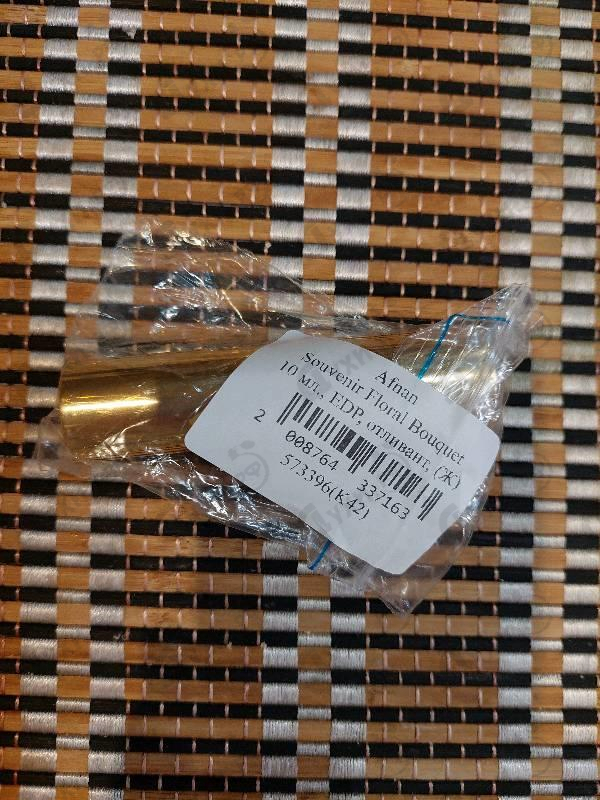 Afnan
Souvenir Floral Bouquet
10 мл., EDP, отливант, (Ж)
2 008764 337163
573396(K42)